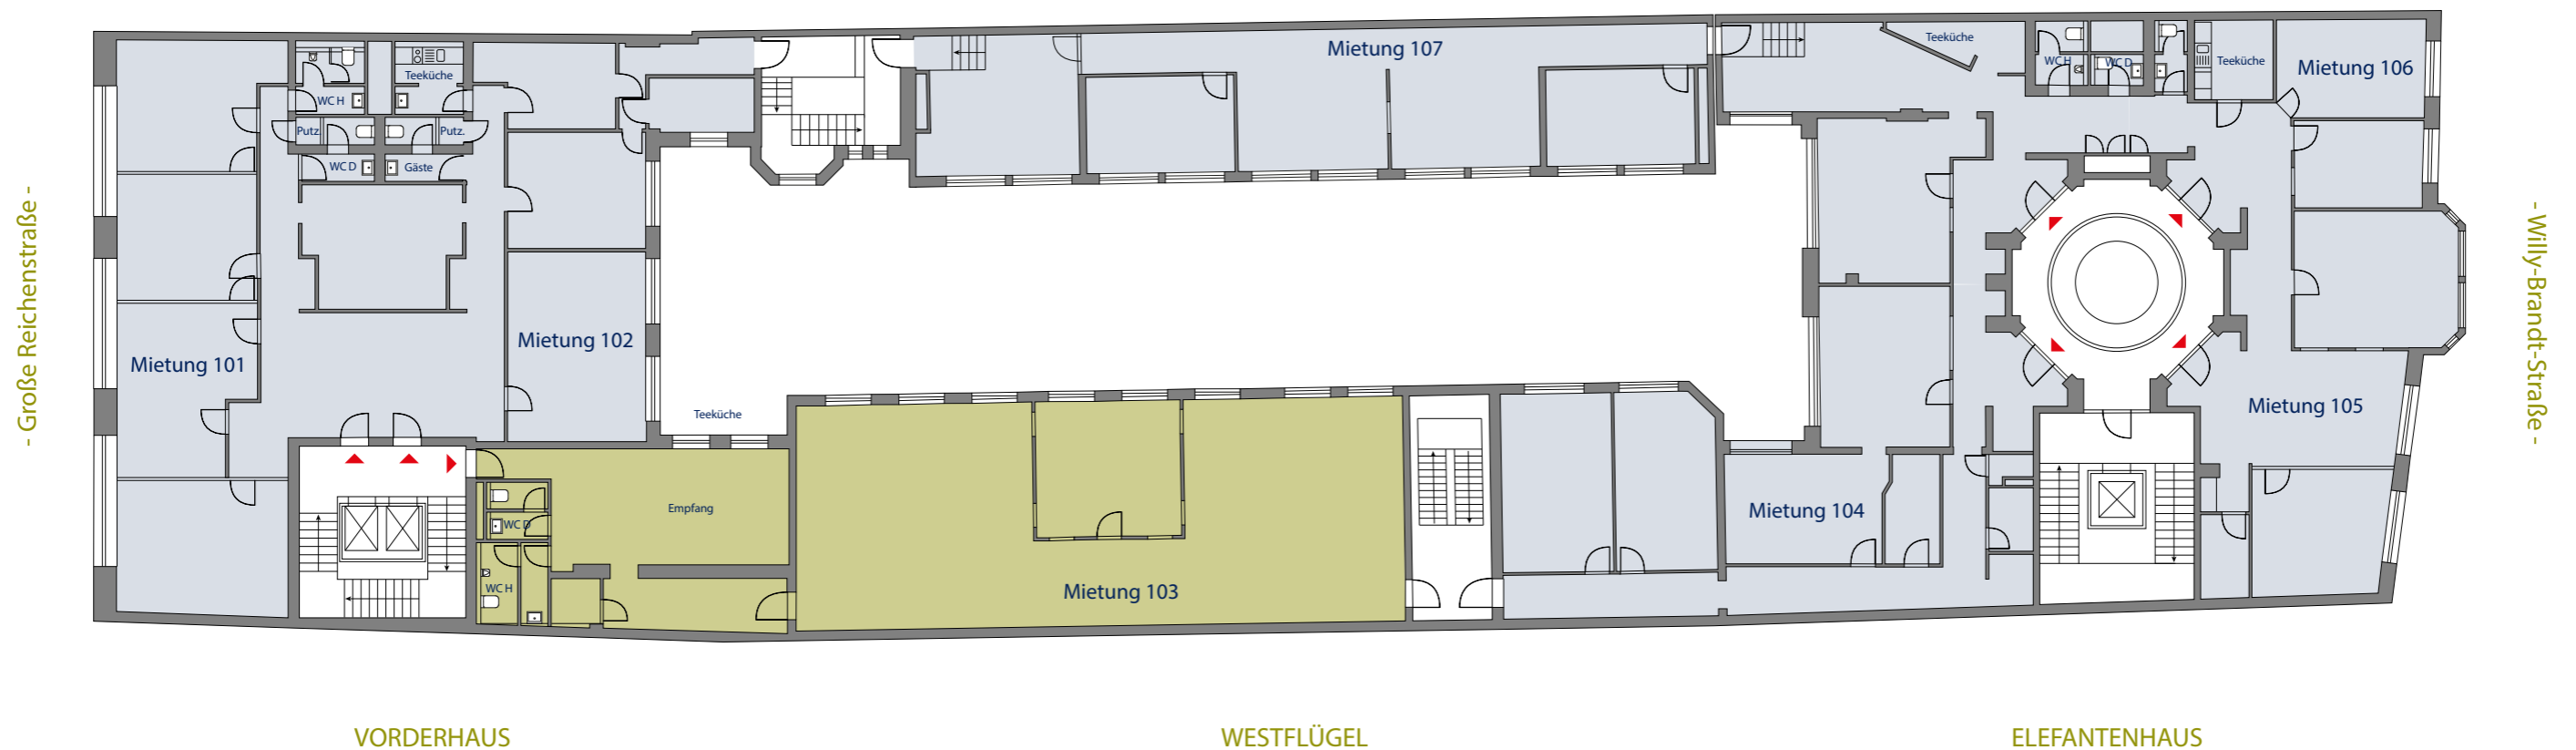 Mietung 107
Teeküche
WC H
WC D
Teeküche
Mietung 106
Teeküche
WC H
Putz.
Putz.
WC D
Gäste
- Große Reichenstraße -
- Willy-Brandt-Straße -
Mietung 101
Mietung 102
Teeküche
Mietung 105
Empfang
WC D
Mietung 104
WC H
Mietung 103
VORDERHAUS
WESTFLÜGEL
ELEFANTENHAUS